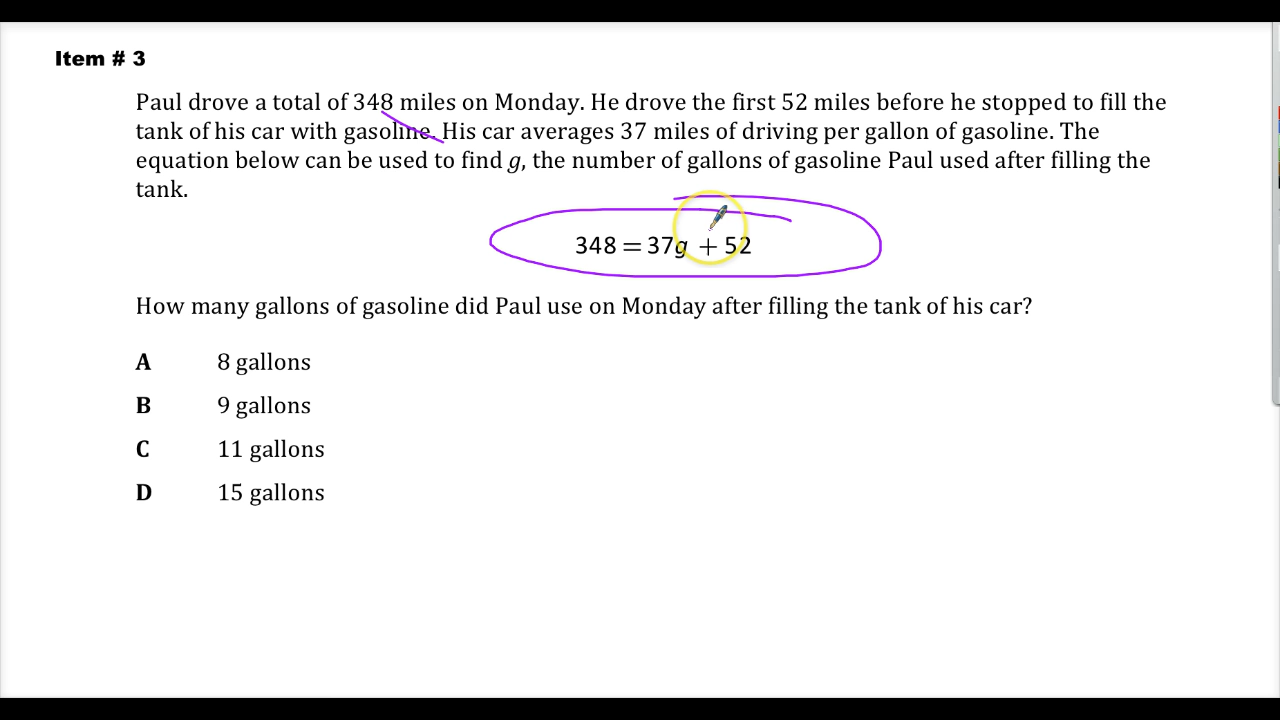 Item # 3
Paul drove a total of 348 miles on Monday. He drove the first 52 miles before he stopped to fill the
tank of his car with gasoline. His car averages 37 miles of driving per gallon of gasoline. The
equation below can be used to find g, the number of gallons of gasoline Paul used after filling the
tank.
348 = 37g + 52
How many gallons of gasoline did Paul use on Monday after filling the tank of his car?
A 8 gallons
B 9 gallons
C 11 gallons
D 15 gallons